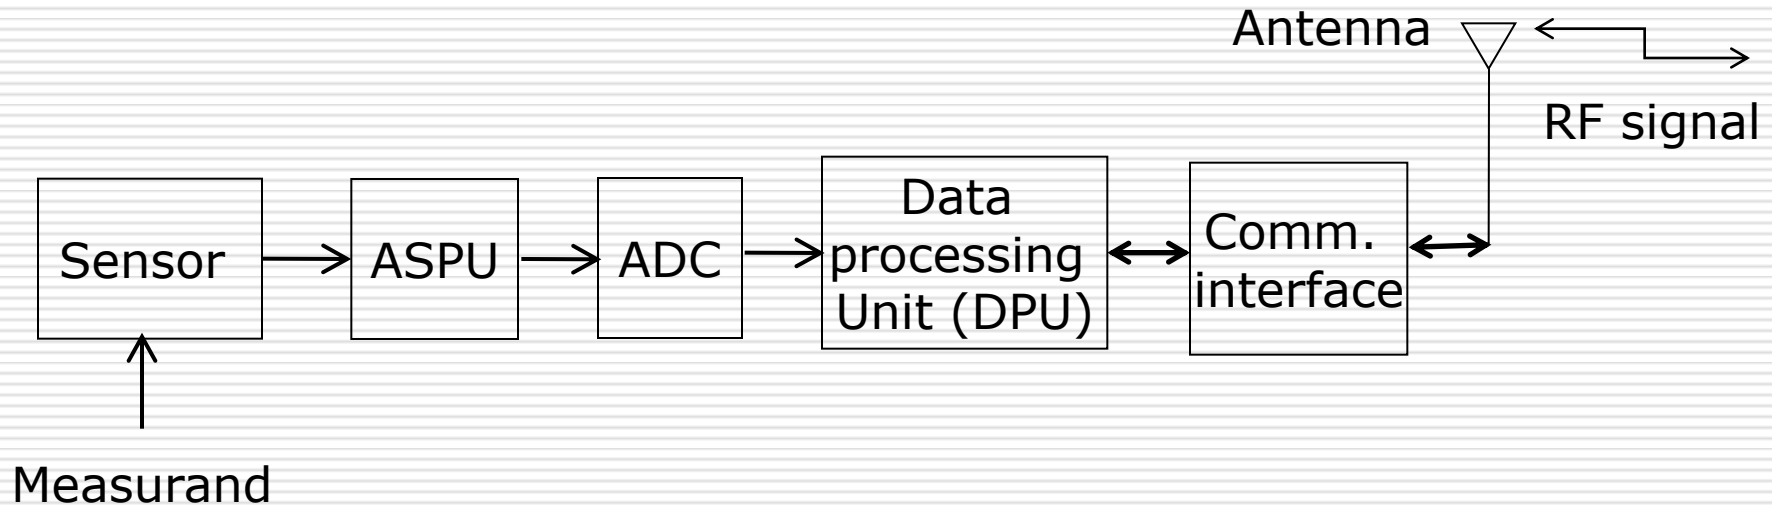 Antenna
RF signal
Sensor
ASPU
ADC
Data
processing
Unit (DPU)
Comm.
interface
Measurand